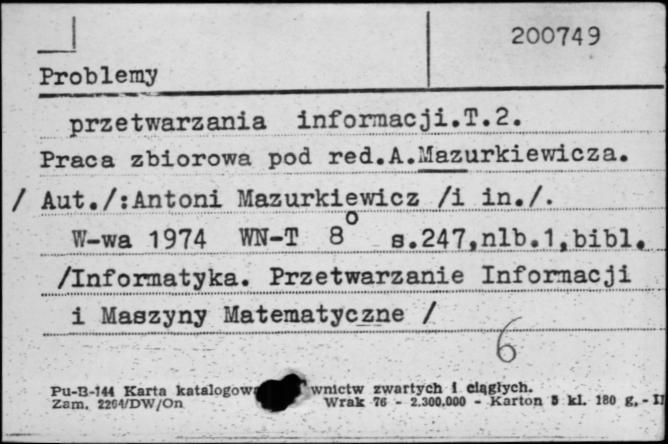 200749
Problemy
przetwarzania informacji.T.2.
Praca zbiorowa pod red.A.Mazurkiewicza.
/ Aut./:Antoni Mazurkiewicz /i in./.
W-wa 1974 WN-T 8° s.247,nlb.1,bibl.
/Informatyka. Przetwarzanie Informacji
i Maszyny Matematyczne /
6
Pu-B-144 Karta katalogowa wnictw zwartych i ciągłych.
Zam. 2264/DW/On Wrak 76 - 2.300.000 - Karton 5 kl. 180 g. - II